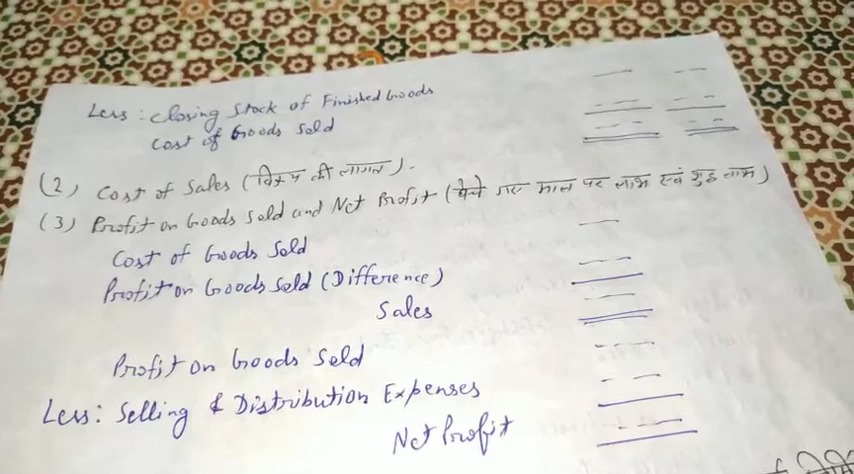 Less: Closing Stock of Finished Goods
Cost of Goods Sold
(2) Cost of Sales (विक्रय की लागत).
(3) Profit on Goods Sold and Net Profit (बेचे गए माल पर लाभ एवं शुद्ध लाभ)
Cost of Goods Sold
Profit on Goods Sold (Difference)
Sales
Profit on Goods Sold
Less: Selling & Distribution Expenses
Net Profit